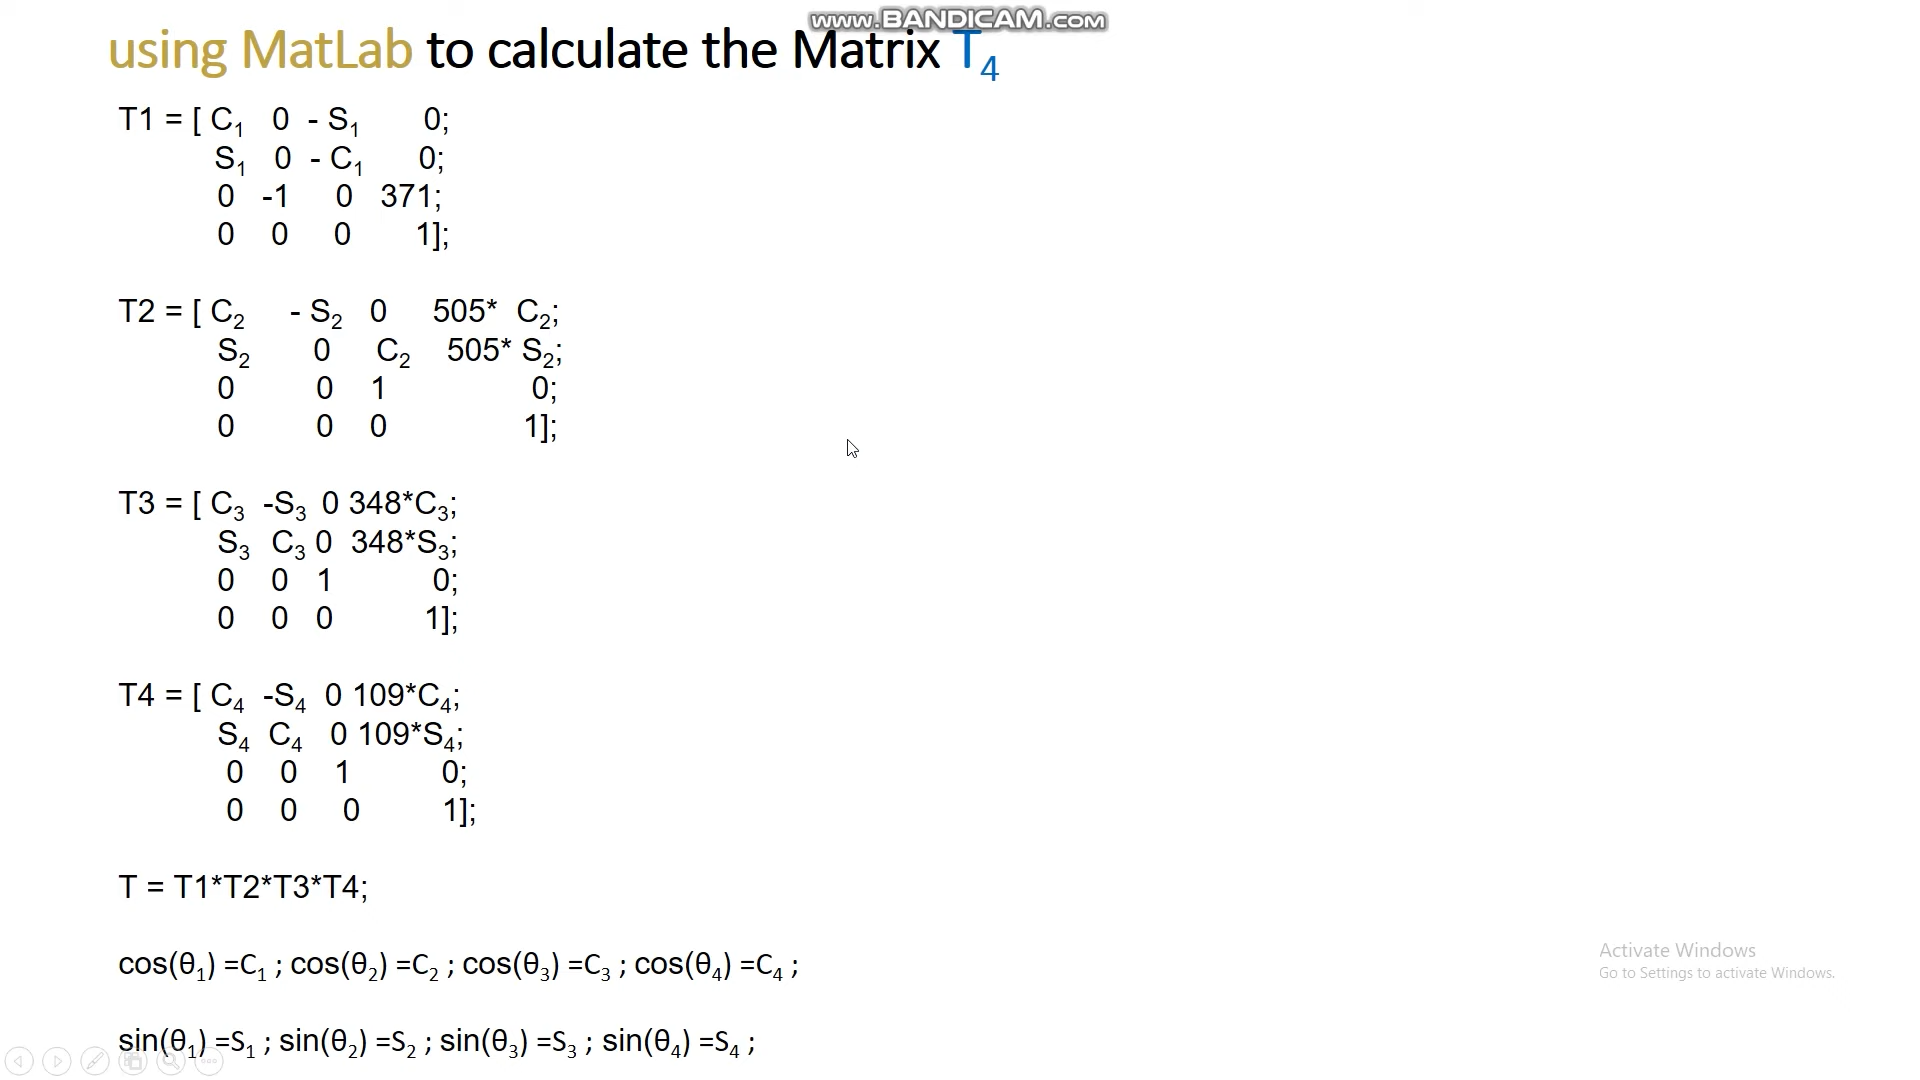 www.BANDICAM.com
using MatLab to calculate the Matrix T₄
T1 = [ C₁ 0 - S₁ 0;
S₁ 0 - C₁ 0;
0 -1 0 371;
0 0 0 1];
T2 = [ C₂ - S₂ 0 505* C₂;
S₂ 0 C₂ 505* S₂;
0 0 1 0;
0 0 0 1];
T3 = [ C₃ -S₃ 0 348*C₃;
S₃ C₃ 0 348*S₃;
0 0 1 0;
0 0 0 1];
T4 = [ C₄ -S₄ 0 109*C₄;
S₄ C₄ 0 109*S₄;
0 0 1 0;
0 0 0 1];
T = T1*T2*T3*T4;
cos(θ₁) =C₁ ; cos(θ₂) =C₂ ; cos(θ₃) =C₃ ; cos(θ₄) =C₄ ;
sin(θ₁) =S₁ ; sin(θ₂) =S₂ ; sin(θ₃) =S₃ ; sin(θ₄) =S₄ ;
Activate Windows
Go to Settings to activate Windows.